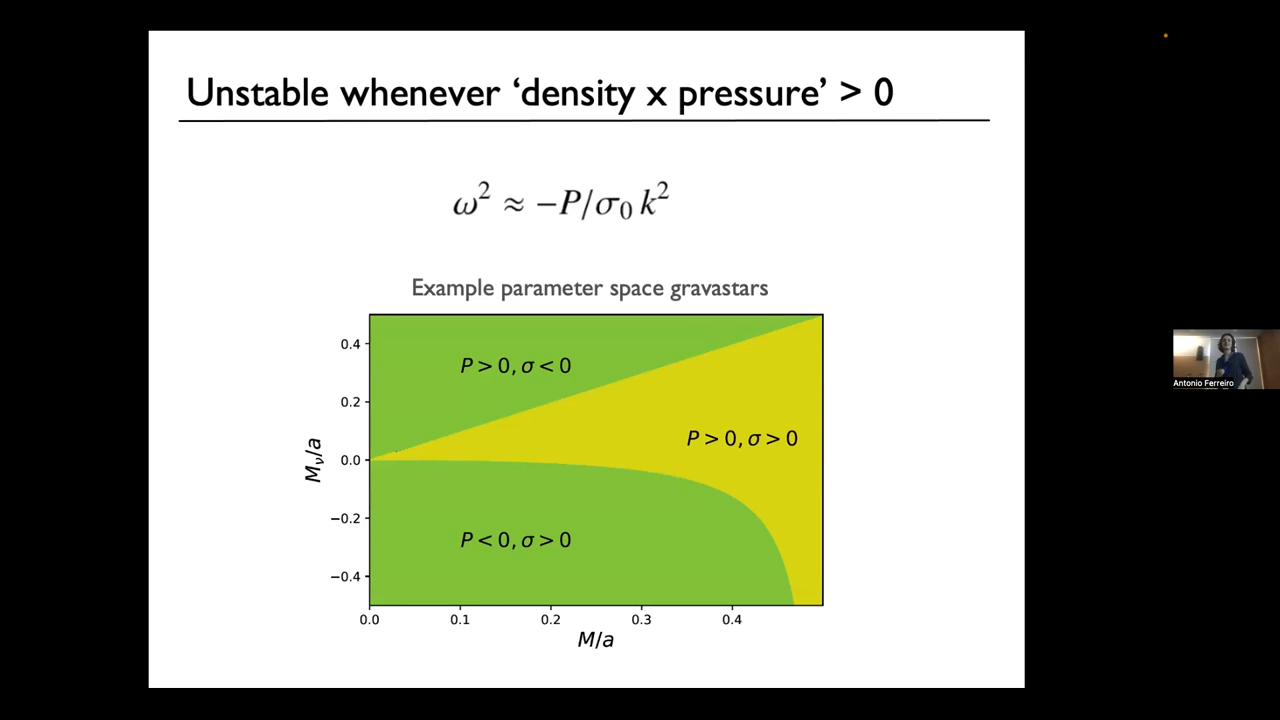 Unstable whenever ‘density x pressure’ > 0
ω² ≈ −P/σ₀ k²
Example parameter space gravastars
0.4
0.2
0.0
−0.2
−0.4
Mᵥ/a
P > 0, σ < 0
P > 0, σ > 0
P < 0, σ > 0
0.0 0.1 0.2 0.3 0.4
M/a
Antonio Ferreiro